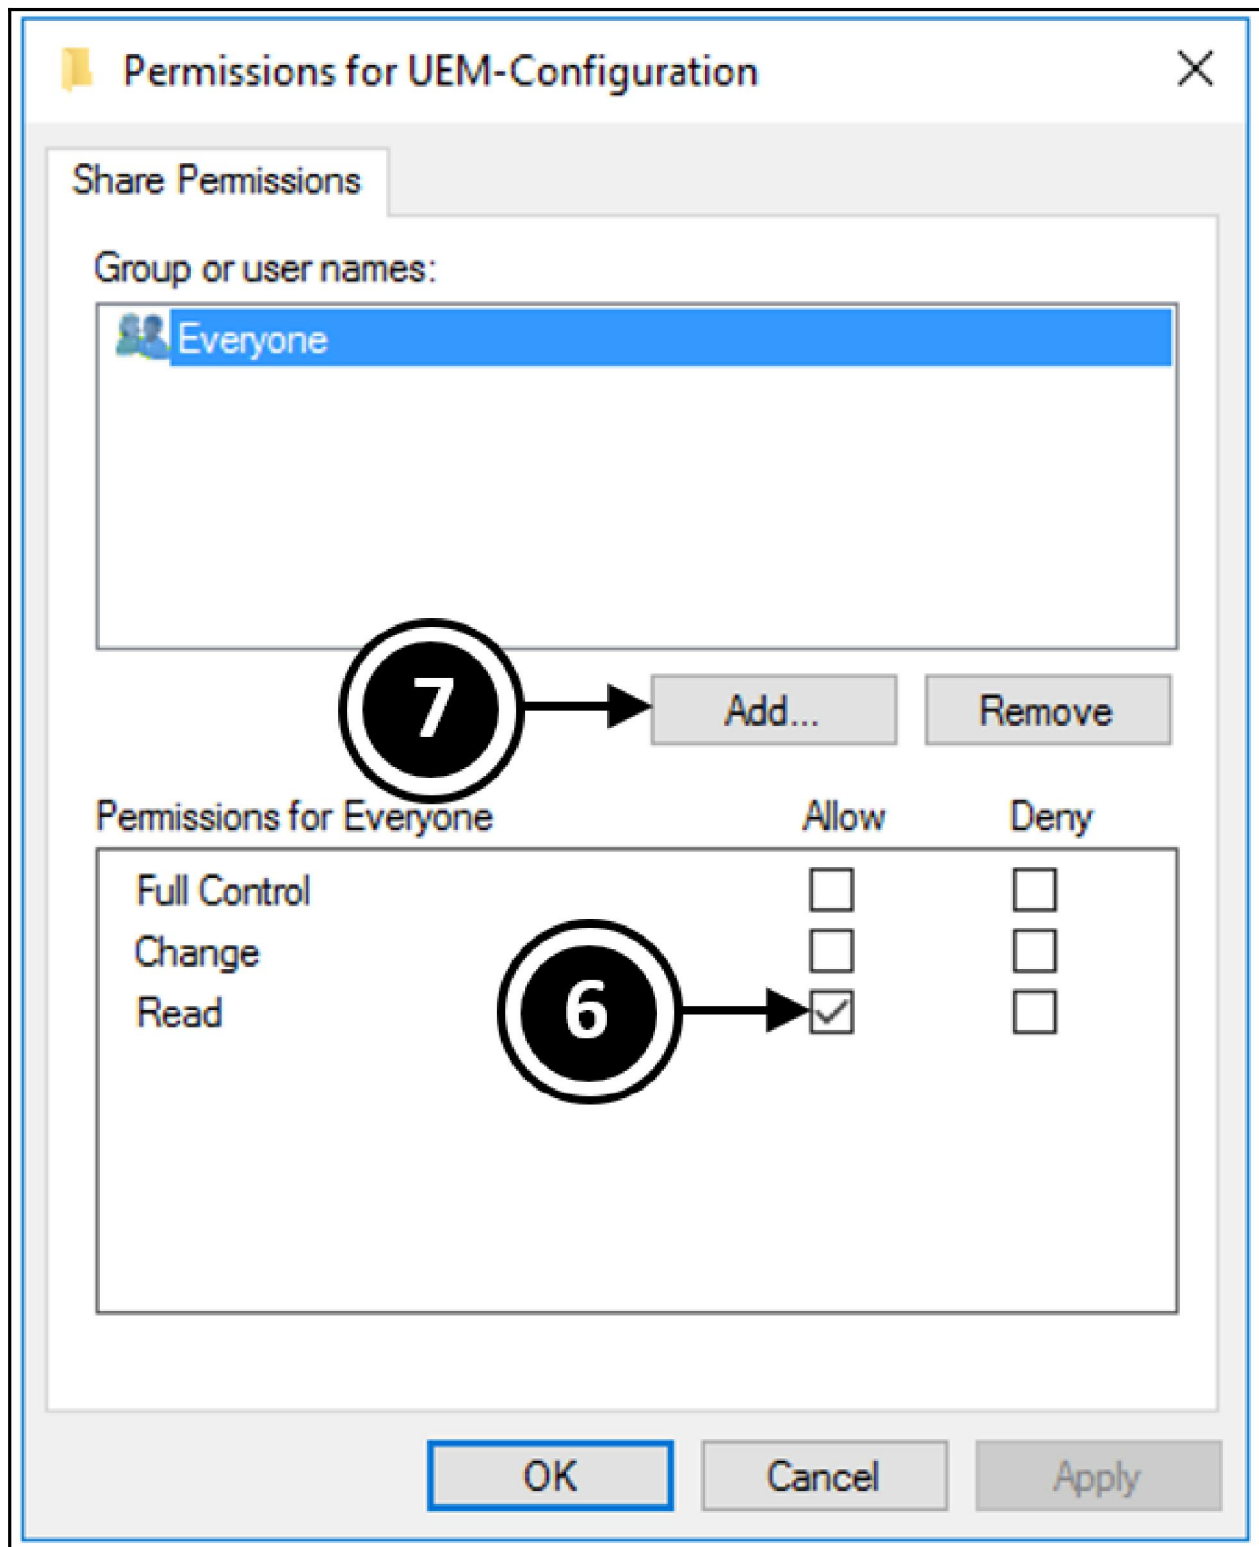 Permissions for UEM-Configuration
Share Permissions
Group or user names:
Everyone
7
Add... Remove
Permissions for Everyone Allow Deny
Full Control
Change
Read
6
OK Cancel Apply